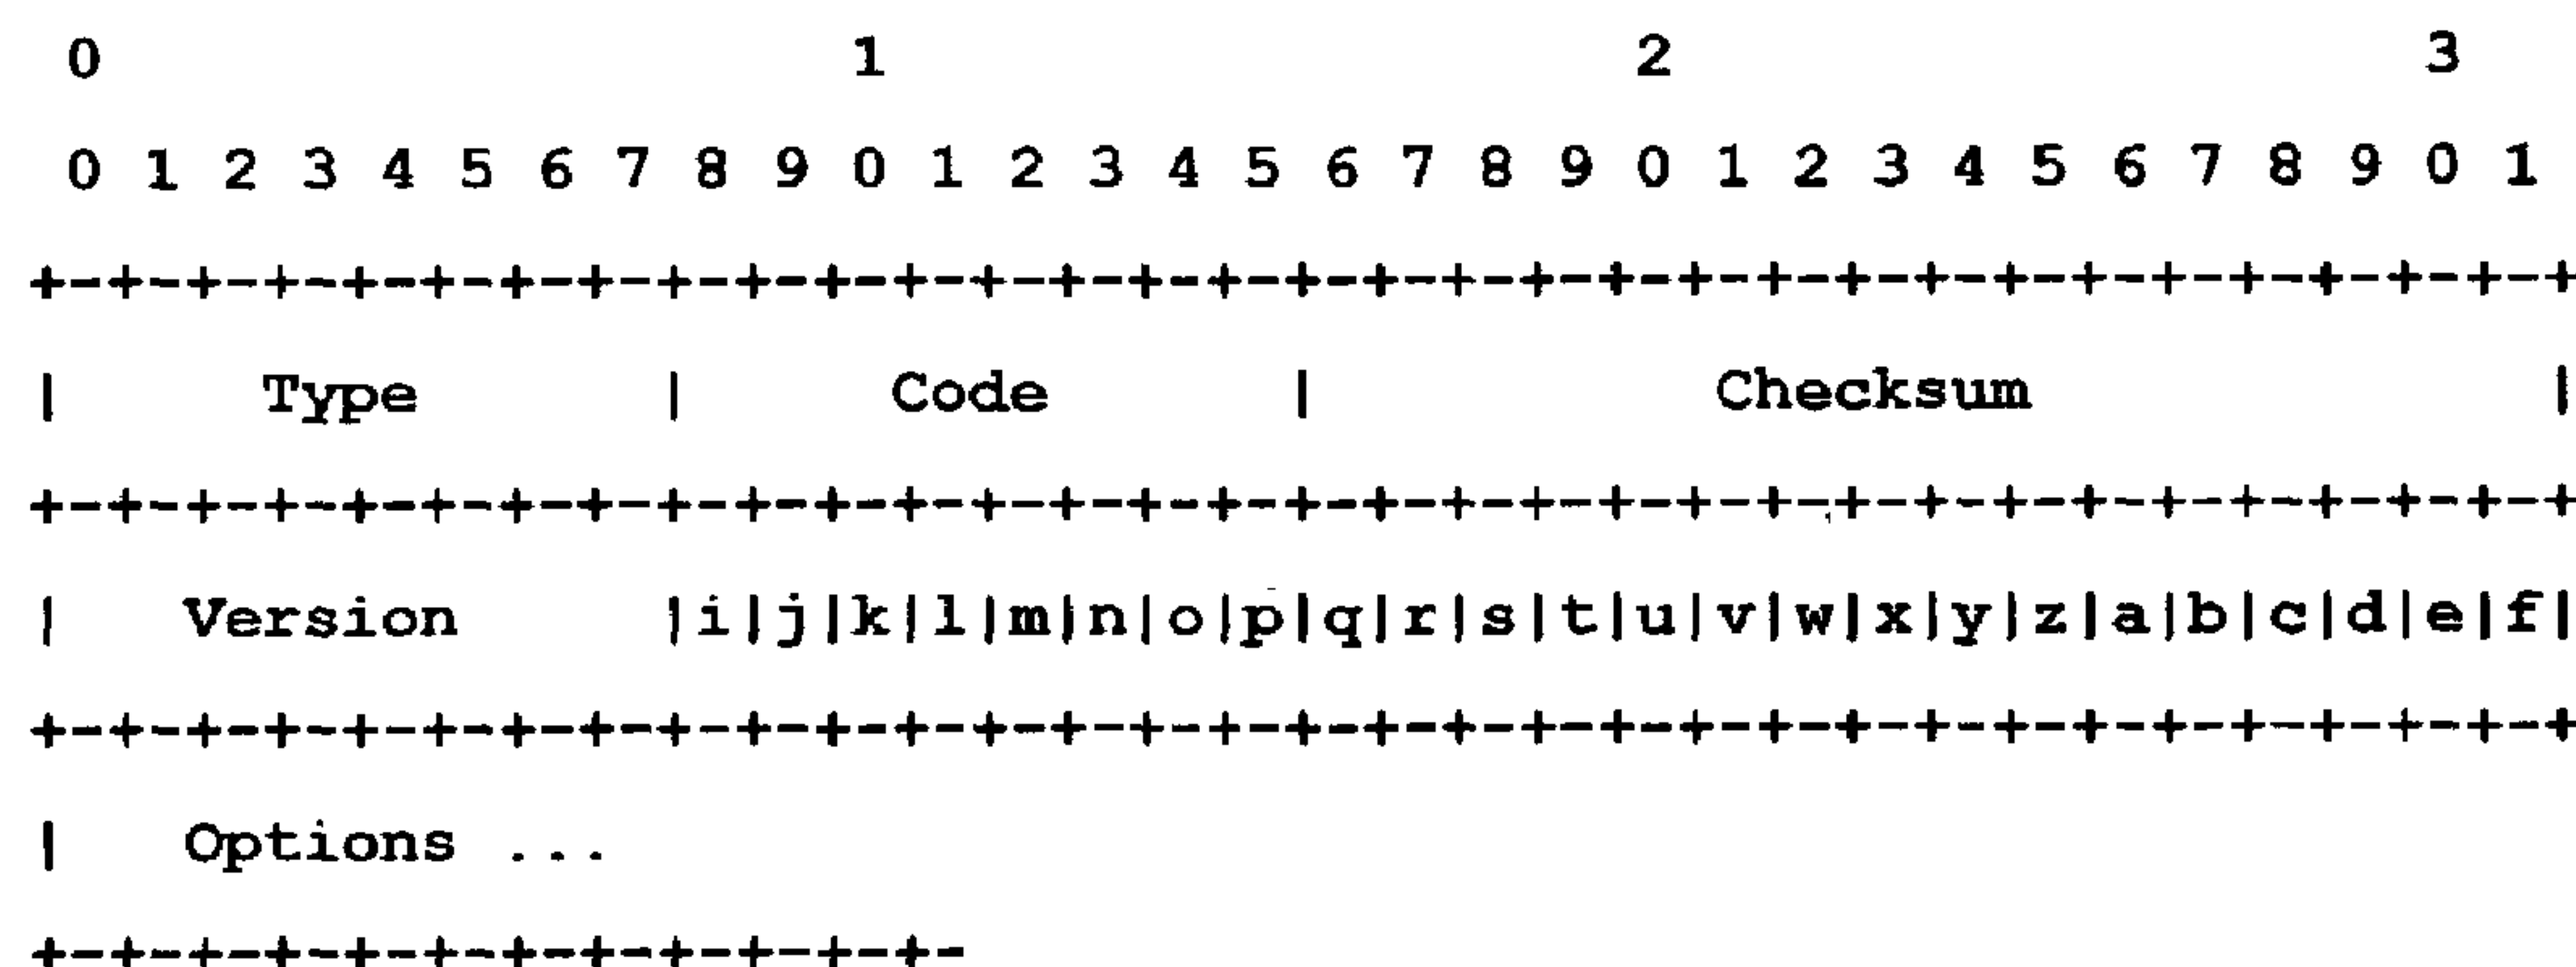 0 1 2 3
0 1 2 3 4 5 6 7 8 9 0 1 2 3 4 5 6 7 8 9 0 1 2 3 4 5 6 7 8 9 0 1
+-+-+-+-+-+-+-+-+-+-+-+-+-+-+-+-+-+-+-+-+-+-+-+-+-+-+-+-+-+-+-+-+
| Type | Code | Checksum |
+-+-+-+-+-+-+-+-+-+-+-+-+-+-+-+-+-+-+-+-+-+-+-+-+-+-+-+-+-+-+-+-+
| Version |i|j|k|l|m|n|o|p|q|r|s|t|u|v|w|x|y|z|a|b|c|d|e|f|
+-+-+-+-+-+-+-+-+-+-+-+-+-+-+-+-+-+-+-+-+-+-+-+-+-+-+-+-+-+-+-+-+
| Options ...
+-+-+-+-+-+-+-+-+-+-+-+-